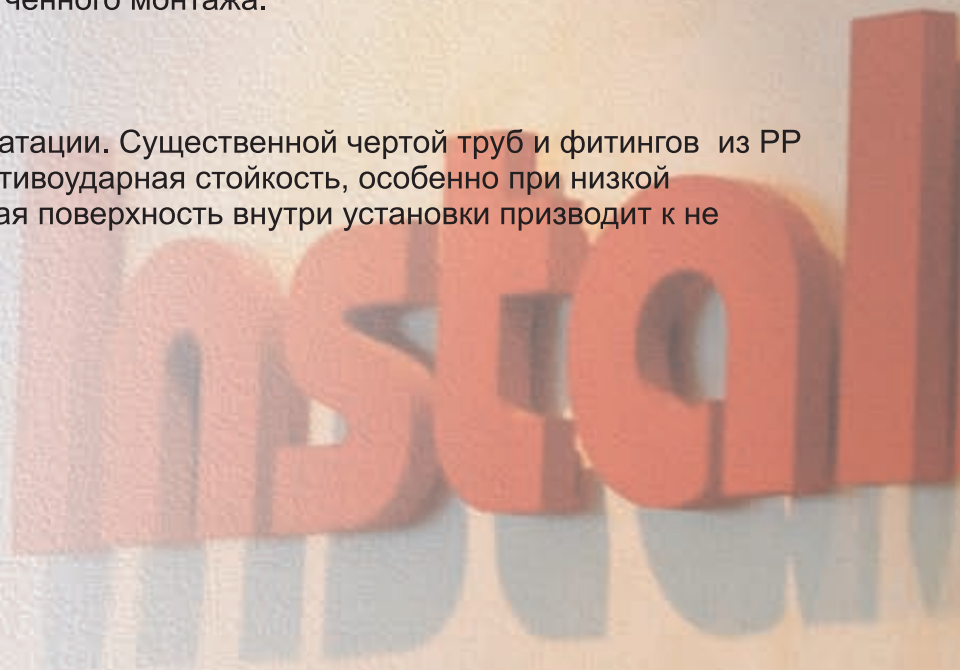 ченного монтажа.
атации. Существенной чертой труб и фитингов из PP
тивоударная стойкость, особенно при низкой
ая поверхность внутри установки призводит к не
Instal